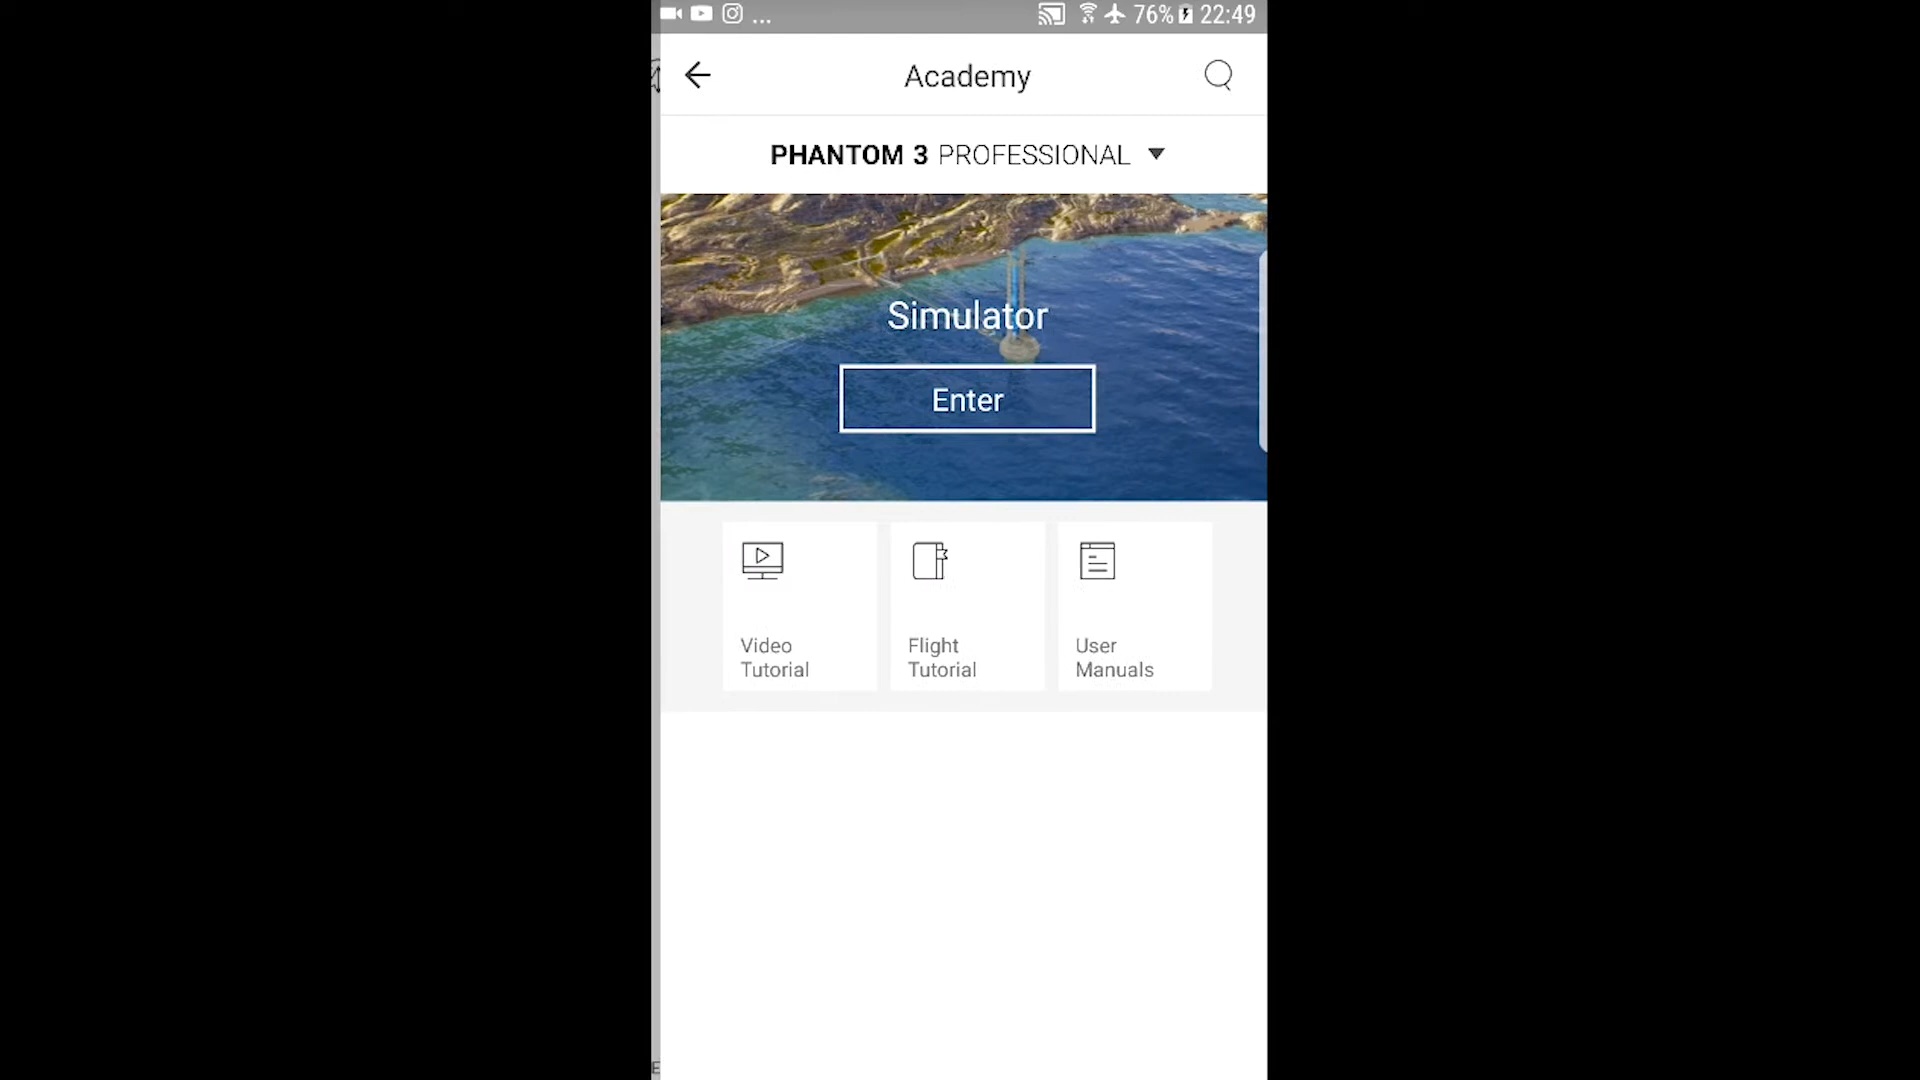 ... 76% 22:49
Academy
PHANTOM 3 PROFESSIONAL
Simulator
Enter
Video
Tutorial
Flight
Tutorial
User
Manuals
E